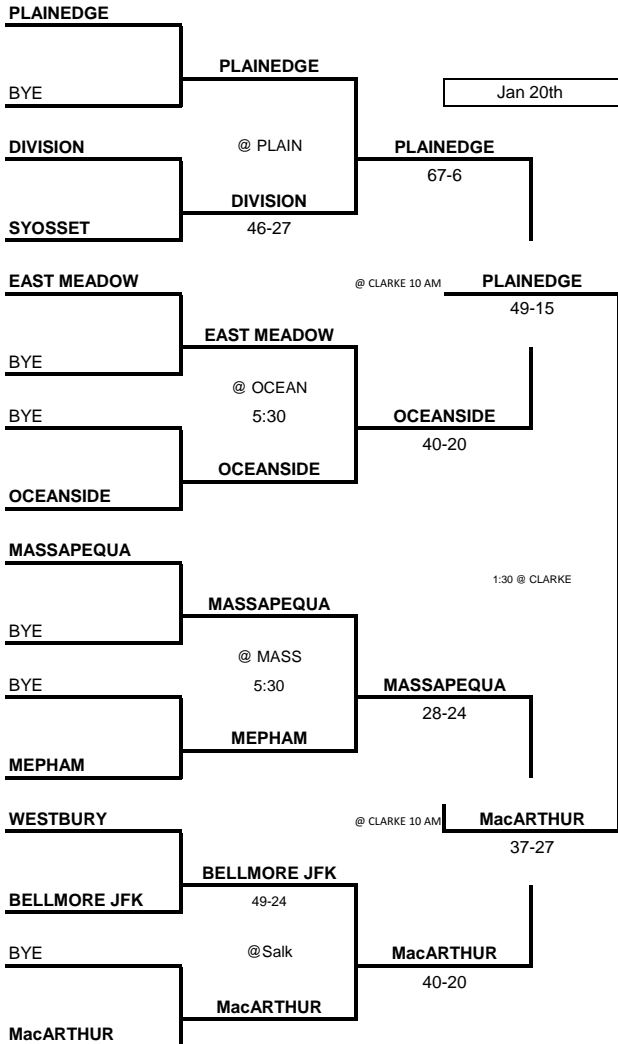 PLAINEDGE
PLAINEDGE
BYE
Jan 20th
DIVISION
@ PLAIN
PLAINEDGE
67-6
DIVISION
SYOSSET
46-27
EAST MEADOW
@ CLARKE 10 AM
PLAINEDGE
49-15
EAST MEADOW
BYE
@ OCEAN
BYE
5:30
OCEANSIDE
40-20
OCEANSIDE
OCEANSIDE
MASSAPEQUA
1:30 @ CLARKE
MASSAPEQUA
BYE
@ MASS
BYE
5:30
MASSAPEQUA
28-24
MEPHAM
MEPHAM
WESTBURY
@ CLARKE 10 AM
MacARTHUR
37-27
BELLMORE JFK
BELLMORE JFK
49-24
BYE
@Salk
MacARTHUR
40-20
MacARTHUR
MacARTHUR